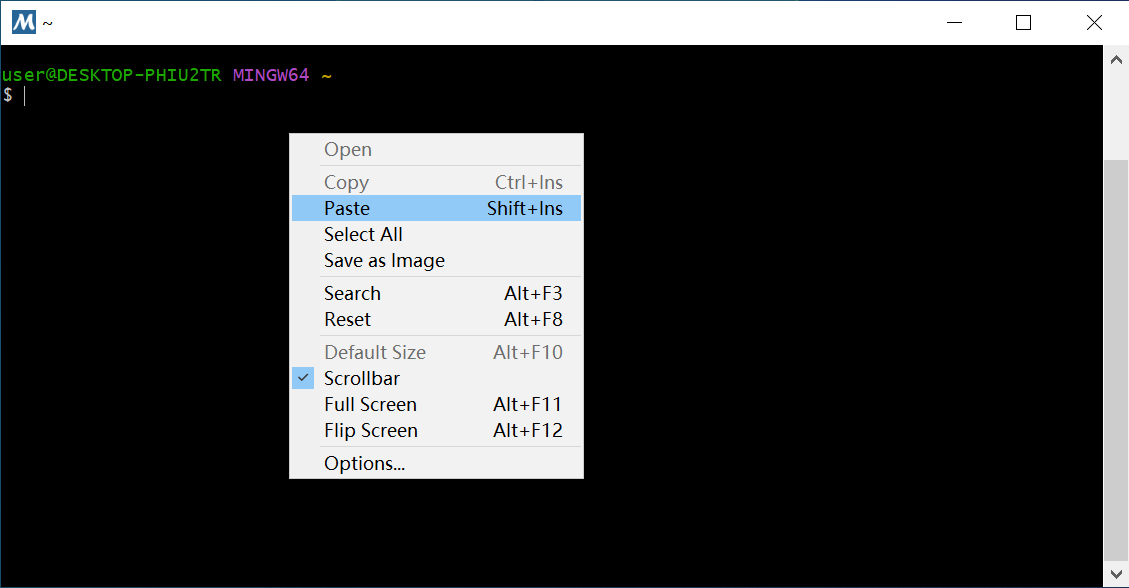 M ~
user@DESKTOP-PHIU2TR MINGW64 ~
$
Open
Copy Ctrl+Ins
Paste Shift+Ins
Select All
Save as Image
Search Alt+F3
Reset Alt+F8
Default Size Alt+F10
Scrollbar
Full Screen Alt+F11
Flip Screen Alt+F12
Options...